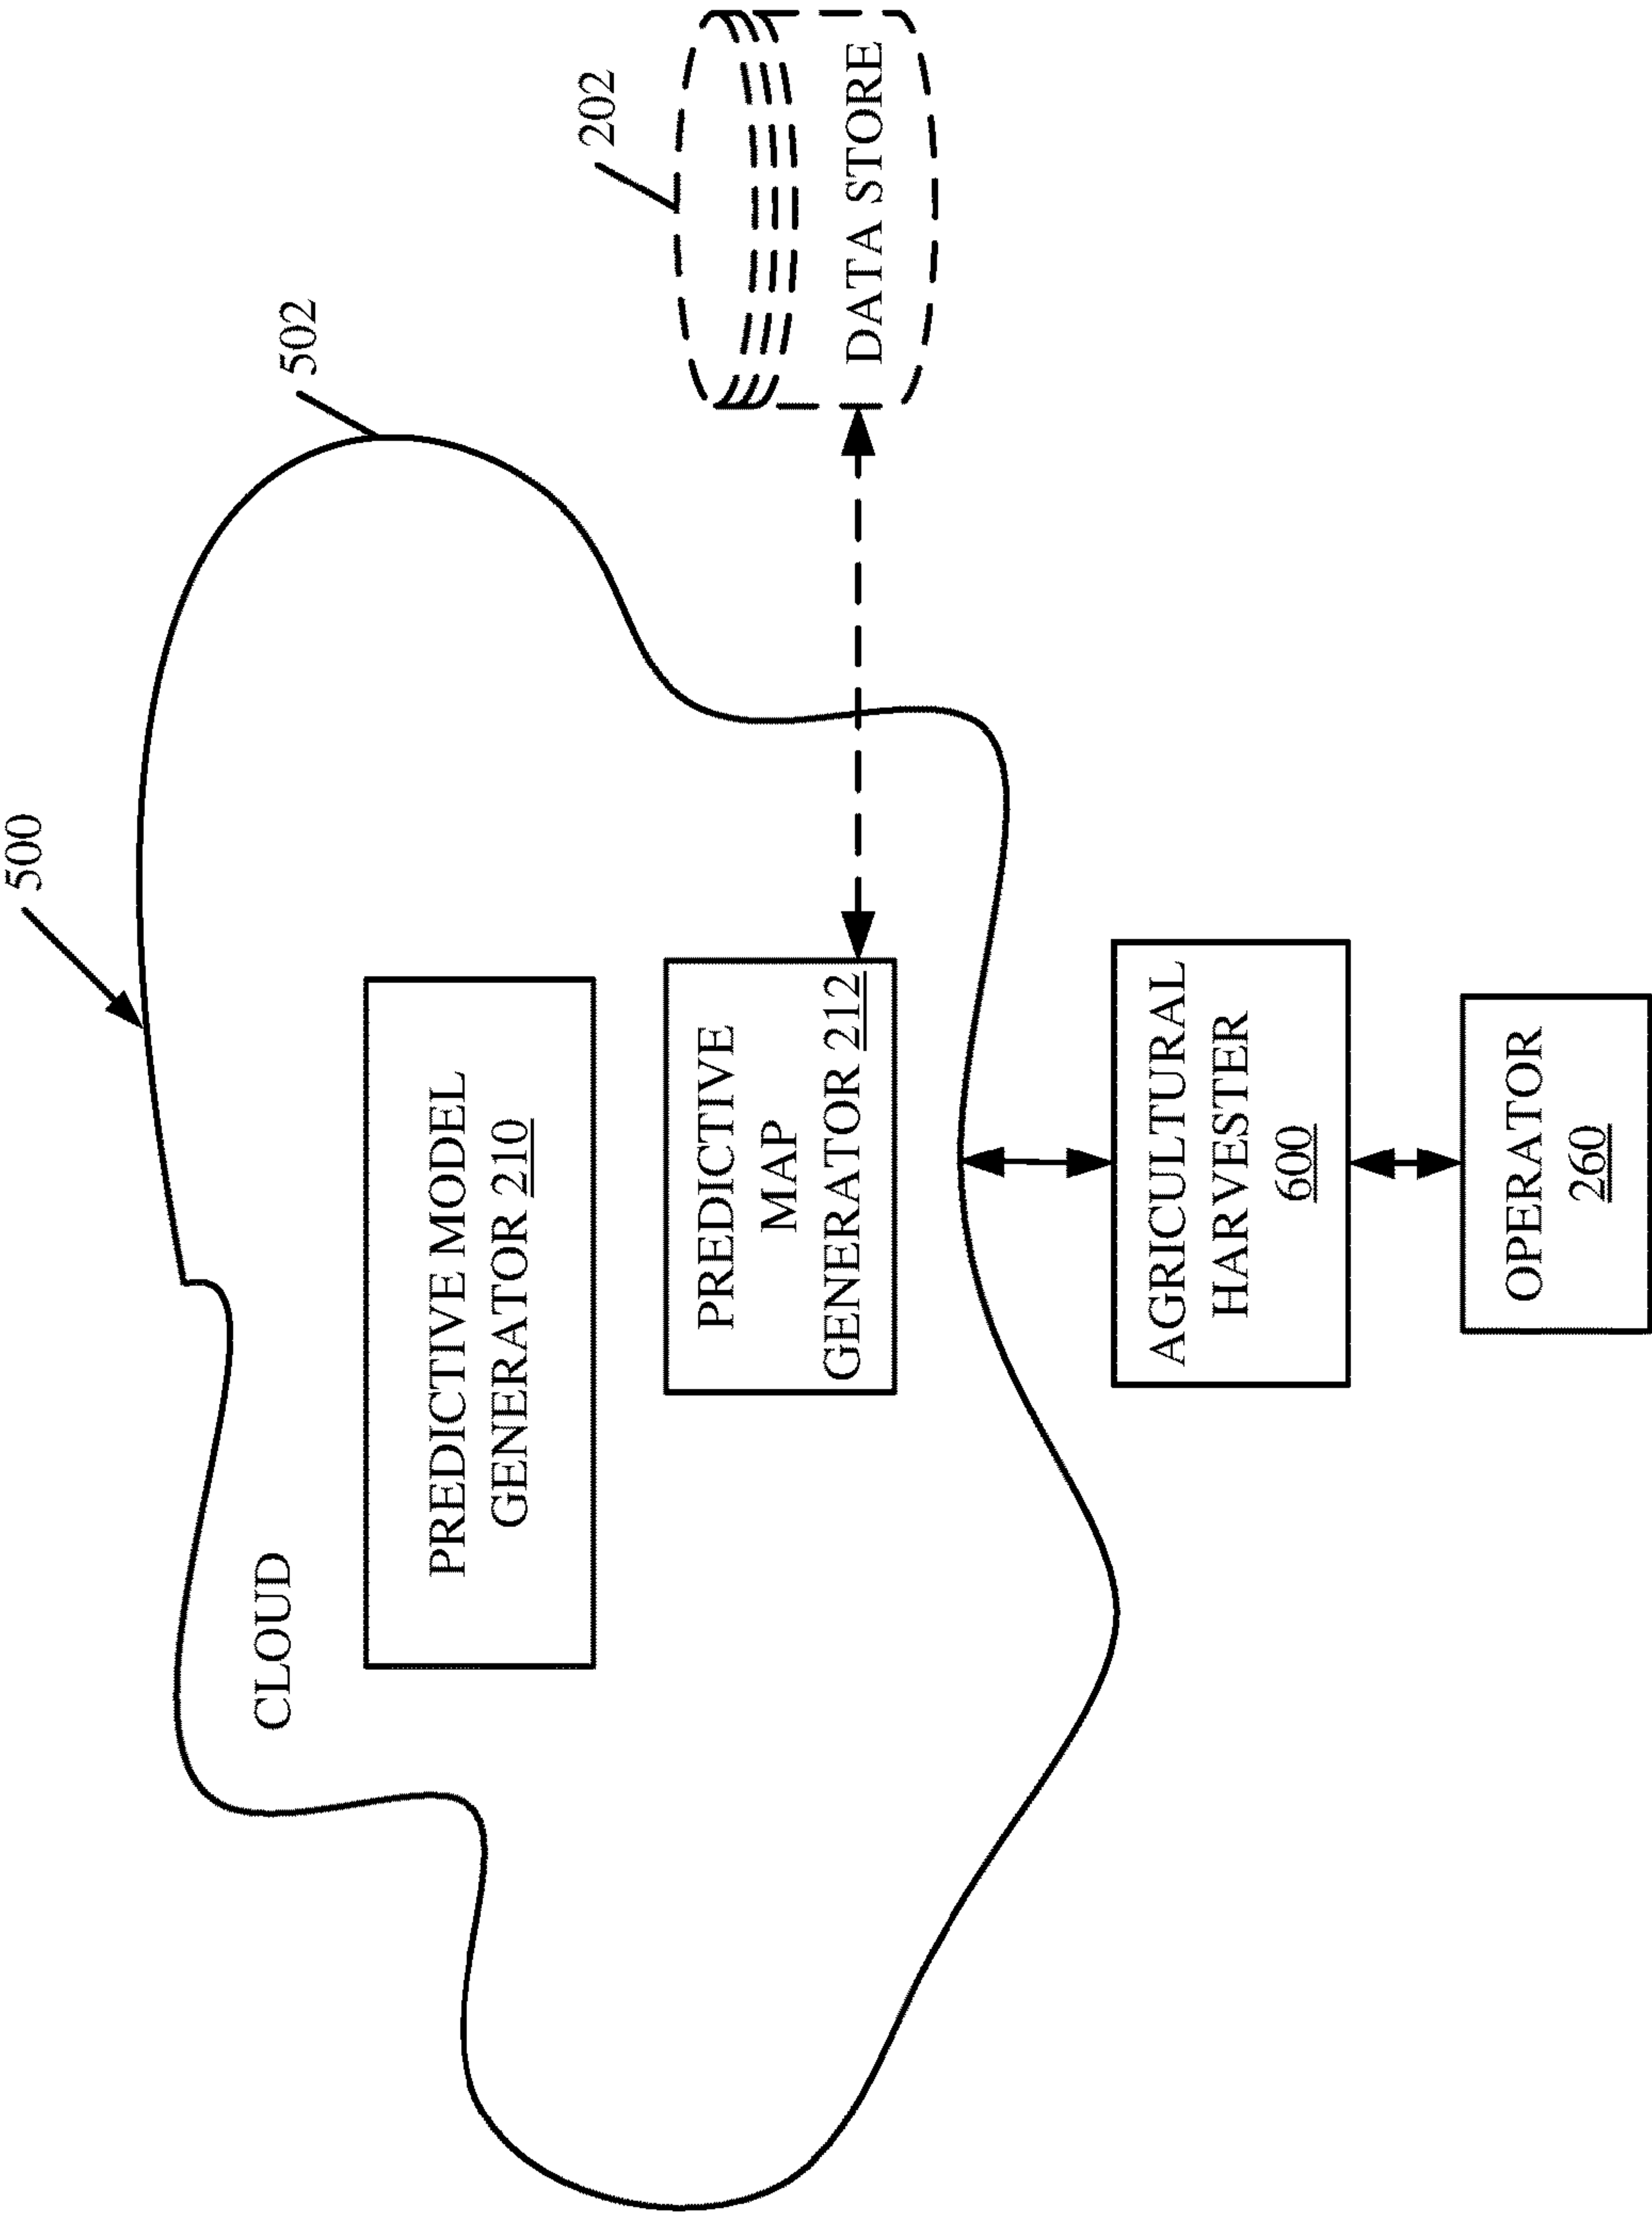 500
502
CLOUD
PREDICTIVE MODEL
GENERATOR 210
202
PREDICTIVE
MAP
GENERATOR 212
DATA STORE
AGRICULTURAL
HARVESTER
600
OPERATOR
260